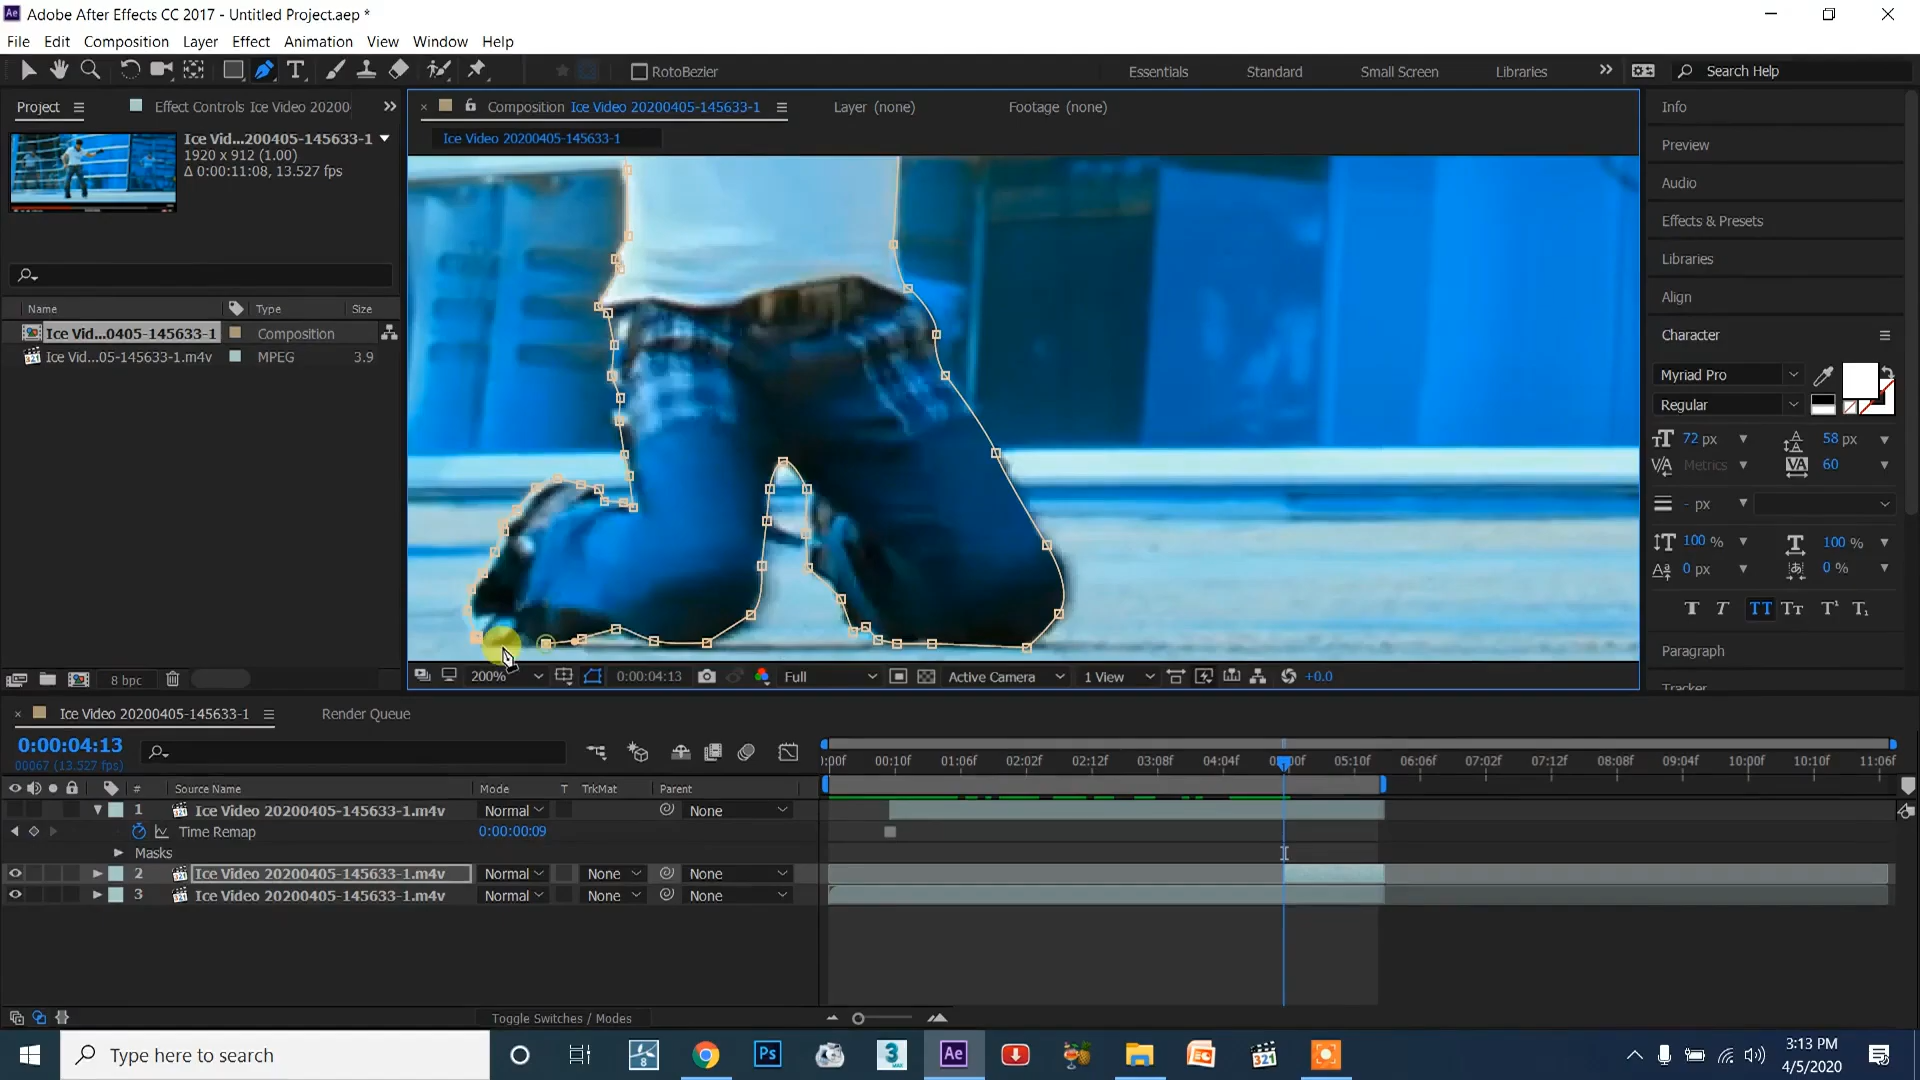 Adobe After Effects CC 2017 - Untitled Project.aep *
File Edit Composition Layer Effect Animation View Window Help
RotoBezier
Essentials Standard Small Screen Libraries
Search Help
Project
Effect Controls Ice Video 20200
Composition Ice Video 20200405-145633-1
Layer (none)
Footage (none)
Ice Video 20200405-145633-1
Ice Vid...200405-145633-1
1920 x 912 (1.00)
Δ 0:00:11:08, 13.527 fps
Name Type Size
Ice Vid...0405-145633-1 Composition
Ice Vid...05-145633-1.m4v MPEG 3.9
8 bpc
200% 0:00:04:13 Full Active Camera 1 View +0.0
Info
Preview
Audio
Effects & Presets
Libraries
Align
Character
Myriad Pro
Regular
72 px 58 px
Metrics 60
- px
100 % 100 %
0 px 0 %
Paragraph
Tracker
Ice Video 20200405-145633-1
Render Queue
0:00:04:13
00067 (13.527 fps)
# Source Name Mode T TrkMat Parent
1 Ice Video 20200405-145633-1.m4v Normal None
Time Remap 0:00:00:09
Masks
2 Ice Video 20200405-145633-1.m4v Normal None None
3 Ice Video 20200405-145633-1.m4v Normal None None
00:10f 01:06f 02:02f 02:12f 03:08f 04:04f 05:10f 06:06f 07:02f 07:12f 08:08f 09:04f 10:00f 10:10f 11:06f
Toggle Switches / Modes
Type here to search
3:13 PM
4/5/2020